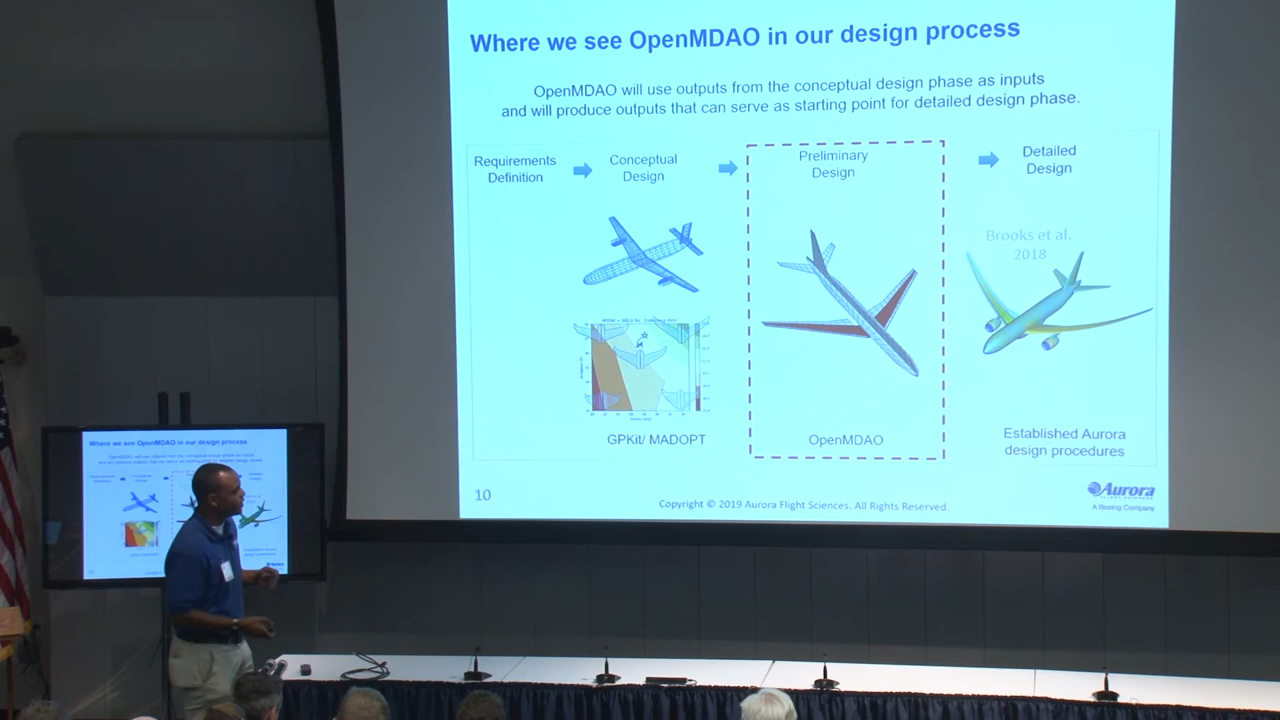 Where we see OpenMDAO in our design process
OpenMDAO will use outputs from the conceptual design phase as inputs
and will produce outputs that can serve as starting point for detailed design phase.
Requirements
Definition
Conceptual
Design
Preliminary
Design
Detailed
Design
Brooks et al.
2018
GPKit/ MADOPT
OpenMDAO
Established Aurora
design procedures
10
Copyright © 2019 Aurora Flight Sciences. All Rights Reserved.
Aurora
FLIGHT SCIENCES
A Boeing Company
Where we see OpenMDAO in our design process